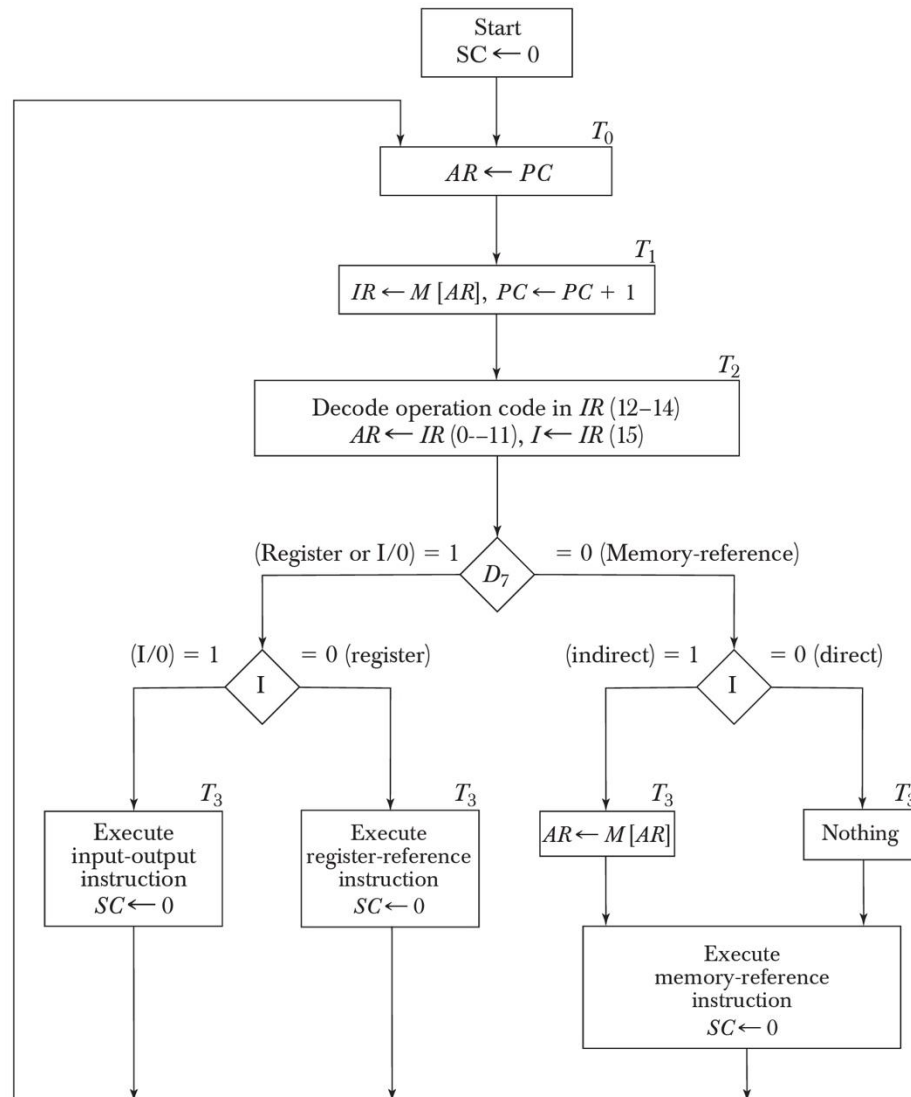 Start
SC ← 0
T0
AR ← PC
T1
IR ← M [AR], PC ← PC + 1
T2
Decode operation code in IR (12–14)
AR ← IR (0--11), I ← IR (15)
(Register or I/0) = 1
= 0 (Memory-reference)
D7
(I/0) = 1
= 0 (register)
(indirect) = 1
= 0 (direct)
I
I
T3
T3
T3
T3
Execute
input-output
instruction
SC ← 0
Execute
register-reference
instruction
SC ← 0
AR ← M [AR]
Nothing
Execute
memory-reference
instruction
SC ← 0